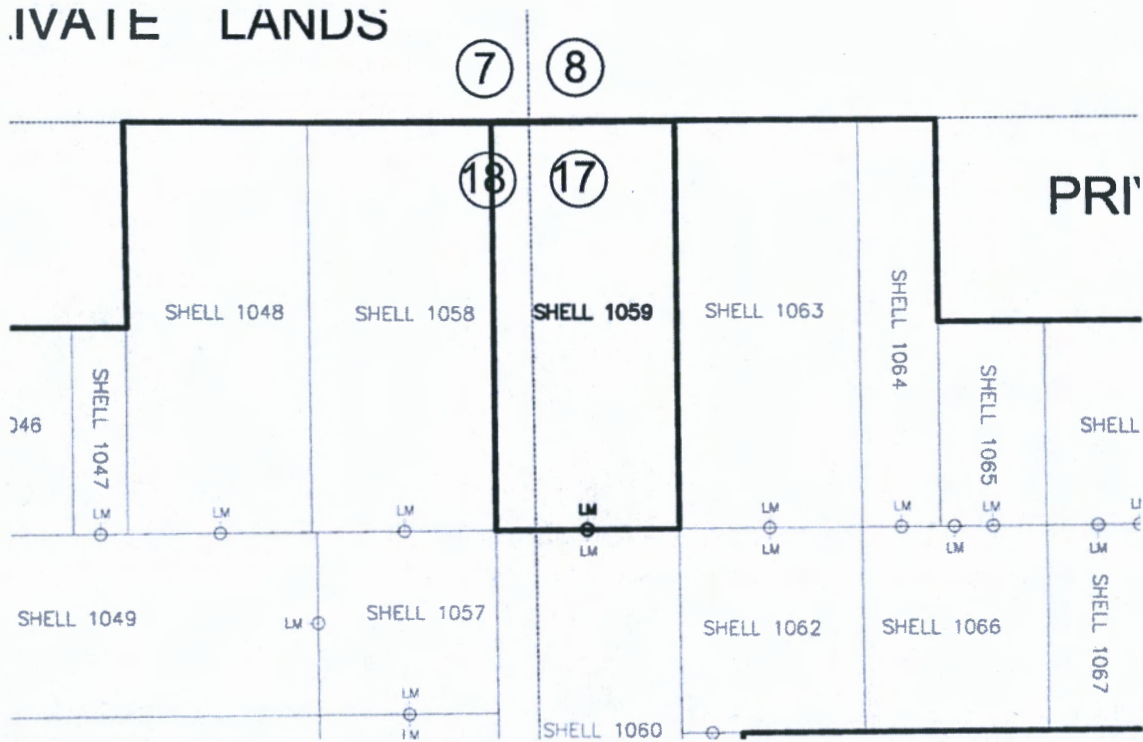 IVATE LANDS
7 8
18 17
PRI
SHELL 1048 SHELL 1058 SHELL 1059 SHELL 1063
SHELL 1064
046
SHELL 1047
SHELL 1065
SHELL
LM LM LM LM LM LM LM
LM LM LM LM
SHELL 1049
LM
SHELL 1057
SHELL 1062
SHELL 1066
SHELL 1067
LM
LM
SHELL 1060